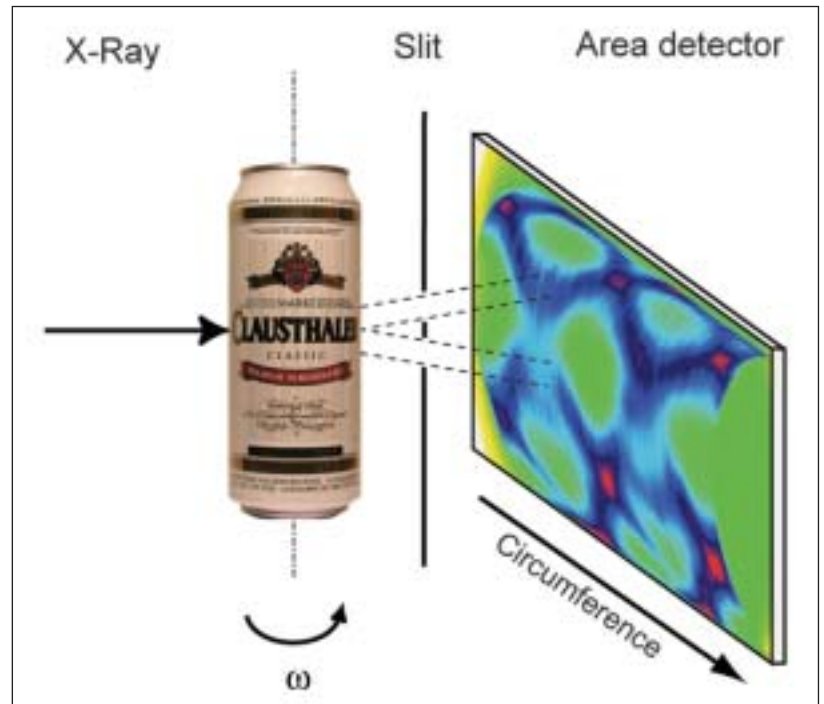 X-Ray
Slit
Area detector
CLAUSTHALER
CLASSIC
Circumference
ω